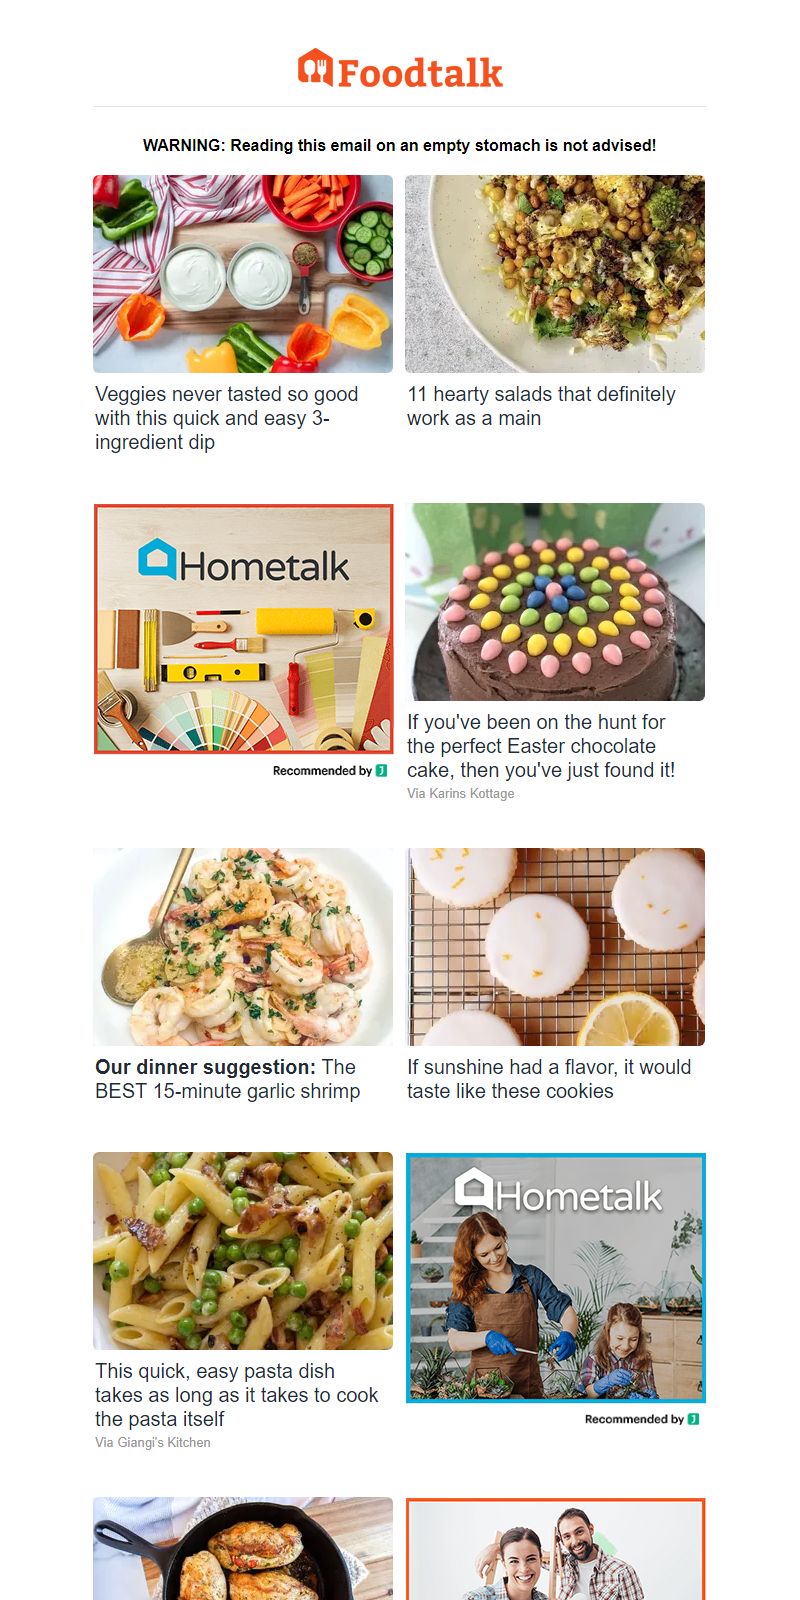 Foodtalk
WARNING: Reading this email on an empty stomach is not advised!
Veggies never tasted so good
with this quick and easy 3-
ingredient dip
11 hearty salads that definitely
work as a main
Hometalk
Recommended by
If you've been on the hunt for
the perfect Easter chocolate
cake, then you've just found it!
Via Karins Kottage
Our dinner suggestion: The
BEST 15-minute garlic shrimp
If sunshine had a flavor, it would
taste like these cookies
This quick, easy pasta dish
takes as long as it takes to cook
the pasta itself
Via Giangi's Kitchen
Hometalk
Recommended by